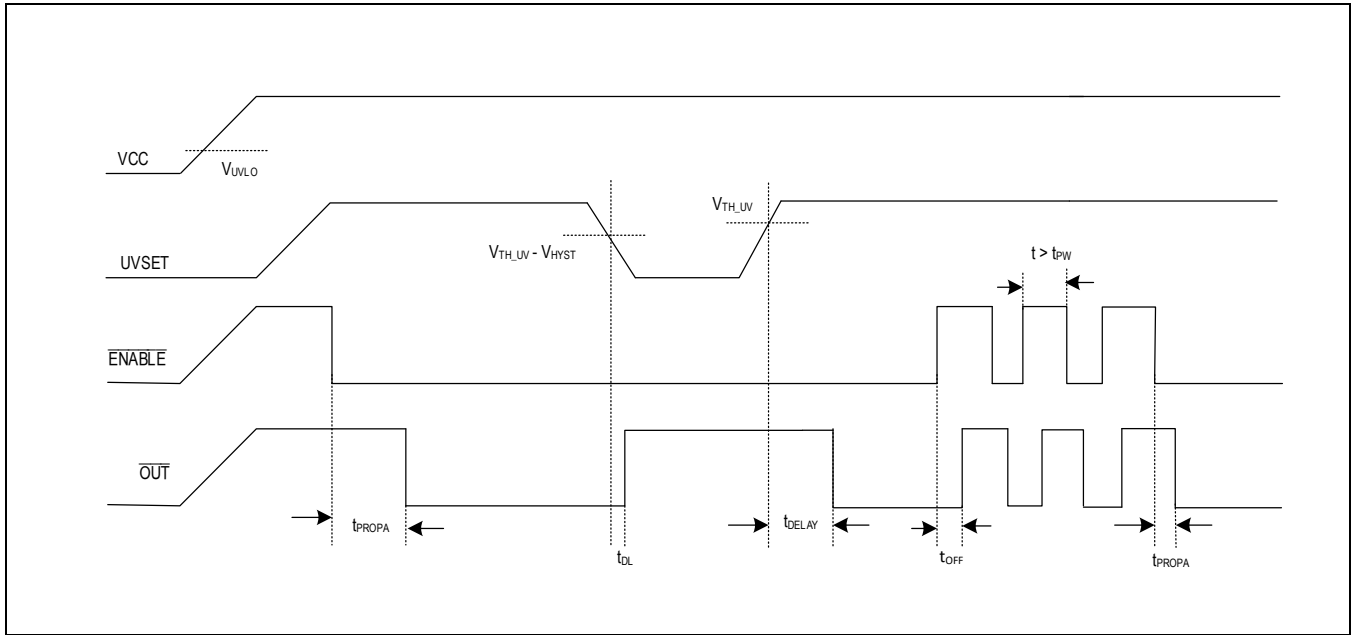 VCC
VUVLO
VTH_UV
VTH_UV - VHYST
UVSET
t > tPW
ENABLE
OUT
tPROPA
tDELAY
tDL
tOFF
tPROPA